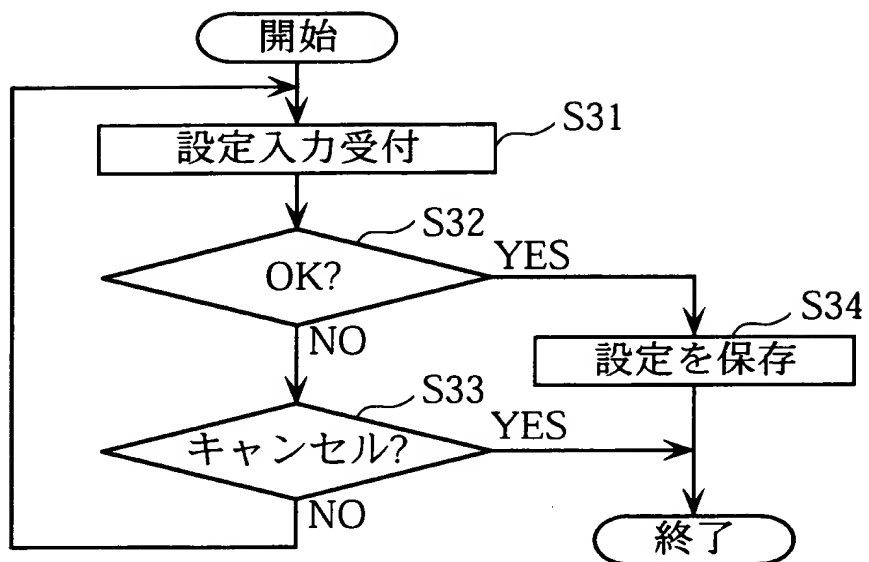 開始
設定入力受付
S31
OK?
S32
YES
NO
設定を保存
S34
キャンセル?
S33
YES
NO
終了